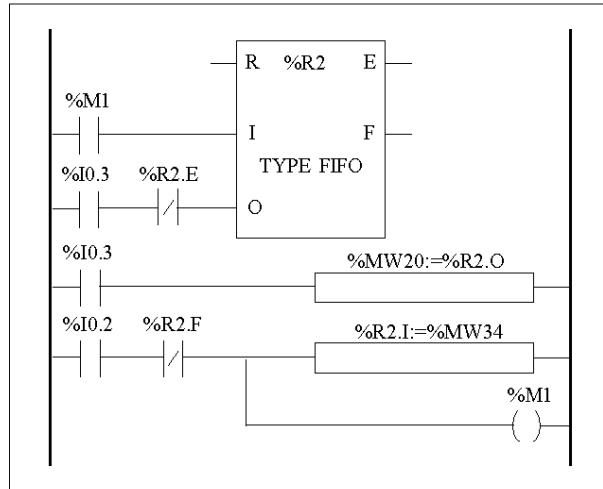 R %R2 E
%M1
I F
TYPE FIFO
%I0.3 %R2.E
O
%I0.3 %MW20:=%R2.O
%I0.2 %R2.F %R2.I:=%MW34
%M1